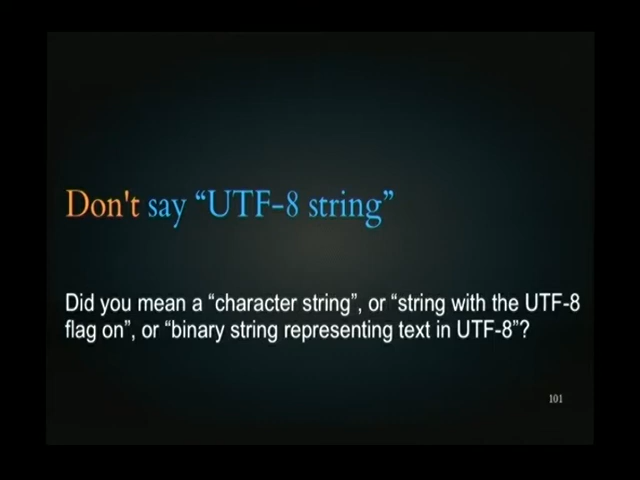 Don't say “UTF-8 string”
Did you mean a “character string”, or “string with the UTF-8
flag on”, or “binary string representing text in UTF-8”?
101